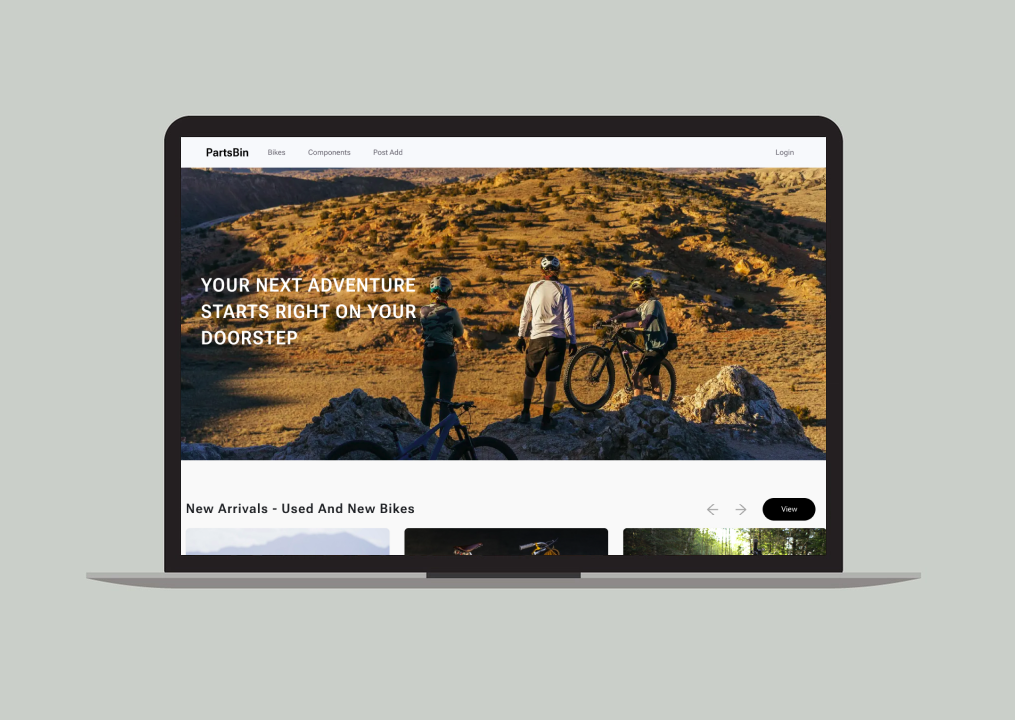 PartsBin Bikes Components Post Add Login
YOUR NEXT ADVENTURE
STARTS RIGHT ON YOUR
DOORSTEP
New Arrivals - Used And New Bikes View